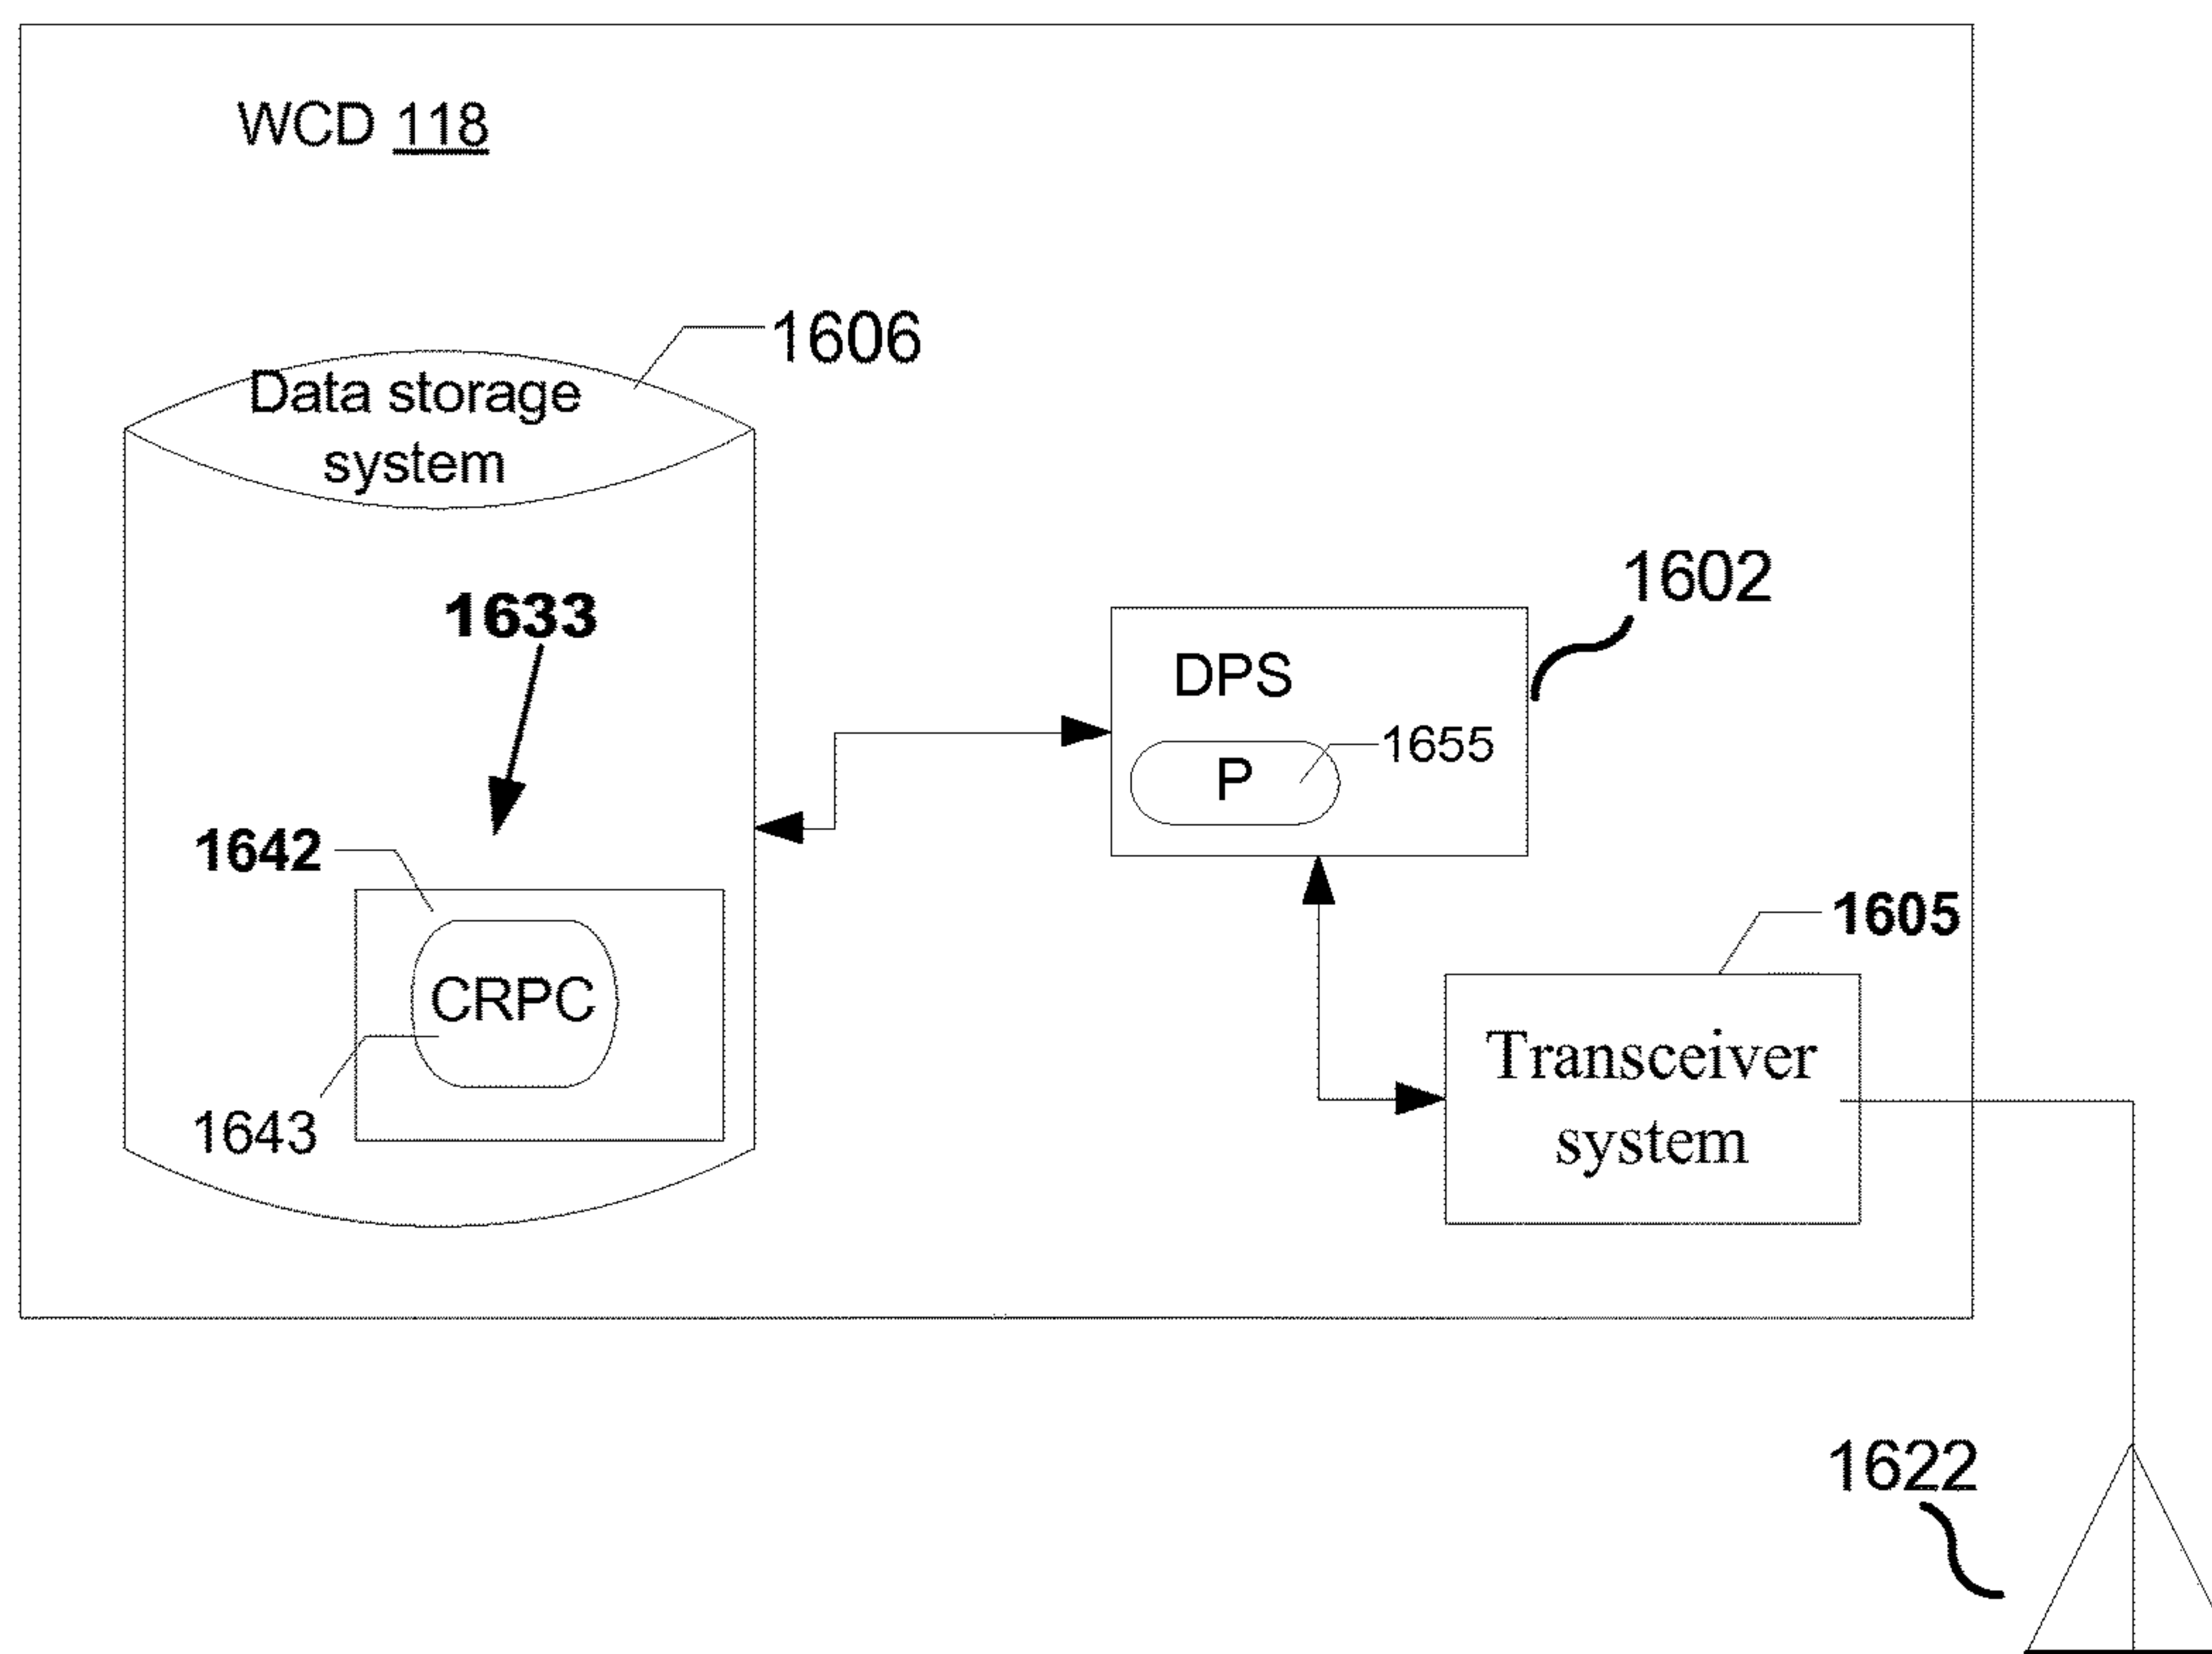 WCD 118
1606
Data storage
system
1633
1602
DPS
1655
P
1642
1605
CRPC
Transceiver
system
1643
1622